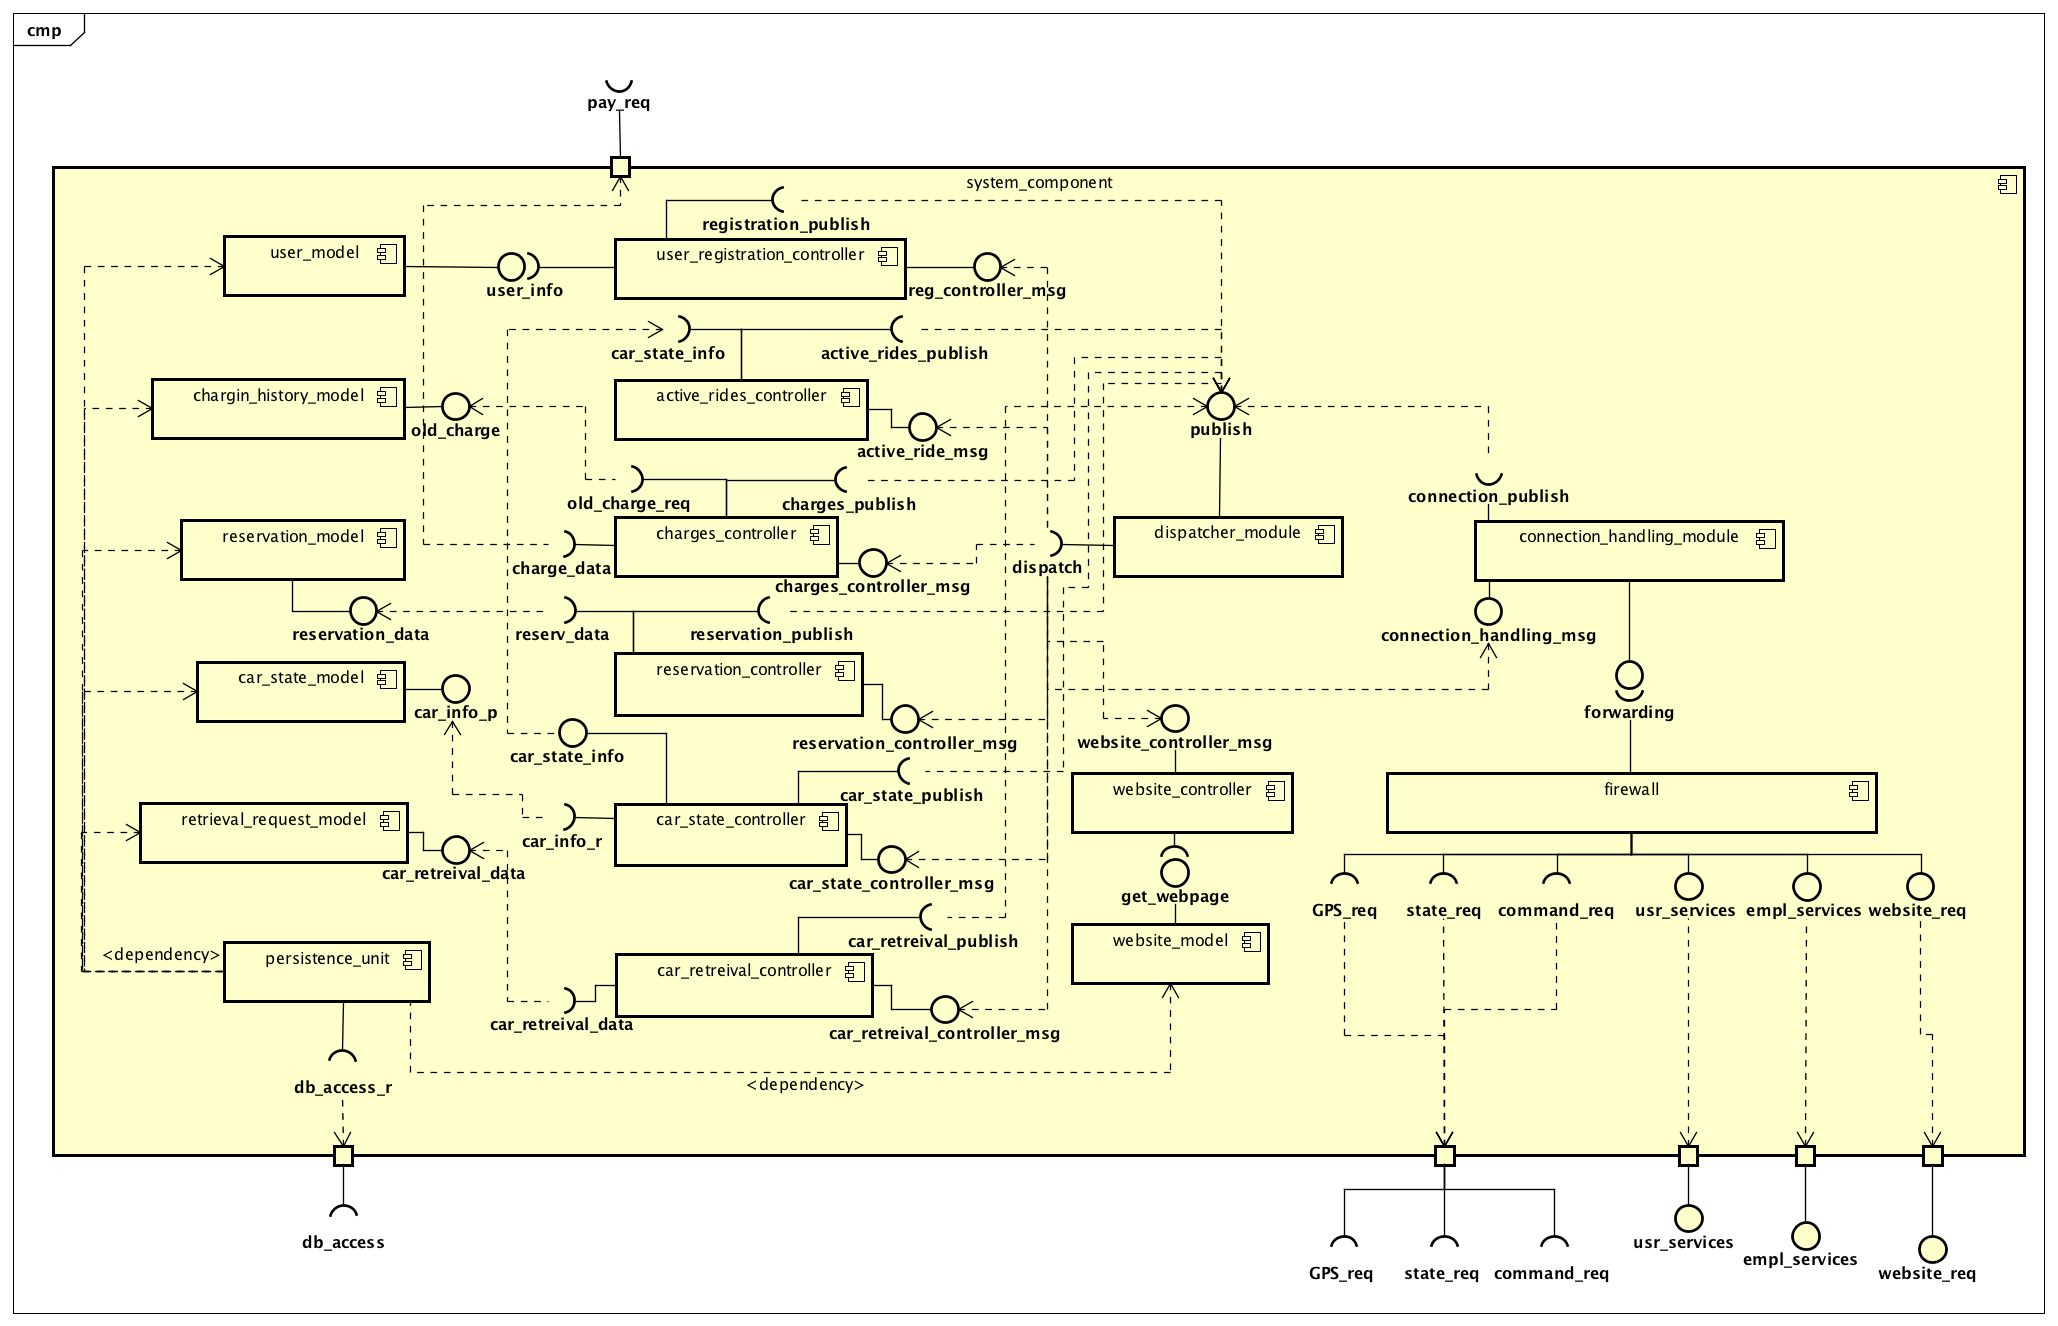 cmp
pay_req
system_component
registration_publish
user_model
user_registration_controller
user_info
reg_controller_msg
car_state_info
active_rides_publish
chargin_history_model
active_rides_controller
old_charge
publish
active_ride_msg
old_charge_req
charges_publish
connection_publish
reservation_model
charges_controller
dispatcher_module
connection_handling_module
charge_data
charges_controller_msg
dispatch
reservation_data
reserv_data
reservation_publish
connection_handling_msg
car_state_model
reservation_controller
car_info_p
forwarding
reservation_controller_msg
website_controller_msg
car_state_info
car_state_publish
website_controller
firewall
retrieval_request_model
car_state_controller
car_info_r
car_retreival_data
car_state_controller_msg
get_webpage
GPS_req
state_req
command_req
usr_services
empl_services
website_req
car_retreival_publish
website_model
<dependency>
persistence_unit
car_retreival_controller
car_retreival_data
car_retreival_controller_msg
db_access_r
<dependency>
db_access
usr_services
empl_services
GPS_req
state_req
command_req
website_req